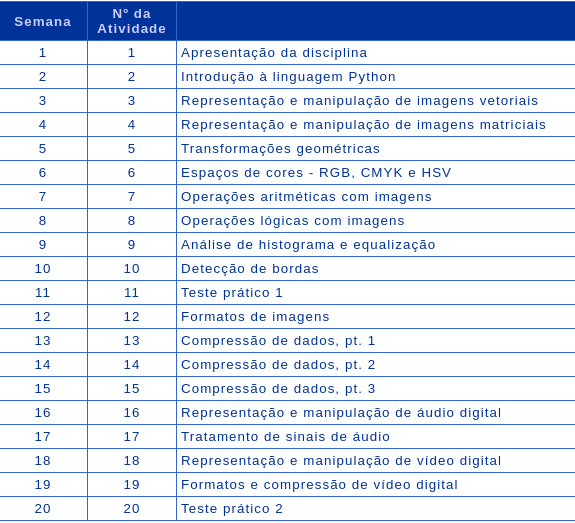 Semana Nº da
Atividade
1 1 Apresentação da disciplina
2 2 Introdução à linguagem Python
3 3 Representação e manipulação de imagens vetoriais
4 4 Representação e manipulação de imagens matriciais
5 5 Transformações geométricas
6 6 Espaços de cores - RGB, CMYK e HSV
7 7 Operações aritméticas com imagens
8 8 Operações lógicas com imagens
9 9 Análise de histograma e equalização
10 10 Detecção de bordas
11 11 Teste prático 1
12 12 Formatos de imagens
13 13 Compressão de dados, pt. 1
14 14 Compressão de dados, pt. 2
15 15 Compressão de dados, pt. 3
16 16 Representação e manipulação de áudio digital
17 17 Tratamento de sinais de áudio
18 18 Representação e manipulação de vídeo digital
19 19 Formatos e compressão de vídeo digital
20 20 Teste prático 2